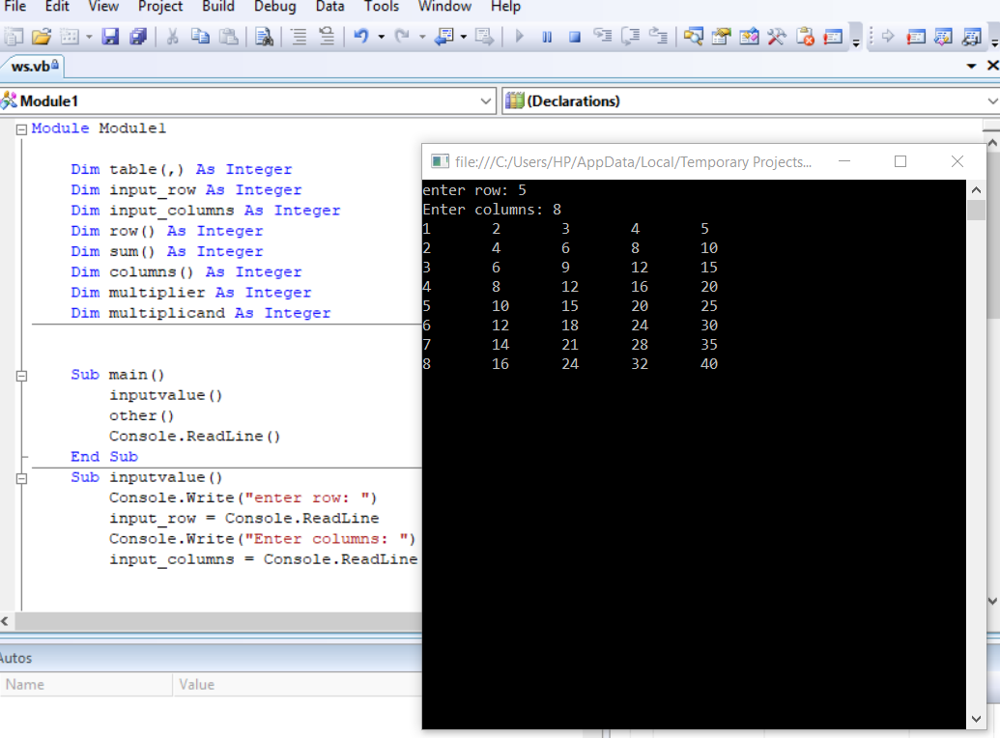 File Edit View Project Build Debug Data Tools Window Help
ws.vb
Module1 (Declarations)
Module Module1
Dim table(,) As Integer
Dim input_row As Integer
Dim input_columns As Integer
Dim row() As Integer
Dim sum() As Integer
Dim columns() As Integer
Dim multiplier As Integer
Dim multiplicand As Integer
Sub main()
inputvalue()
other()
Console.ReadLine()
End Sub
Sub inputvalue()
Console.Write("enter row: ")
input_row = Console.ReadLine
Console.Write("Enter columns: ")
input_columns = Console.ReadLine
file:///C:/Users/HP/AppData/Local/Temporary Projects...
enter row: 5
Enter columns: 8
1 2 3 4 5
2 4 6 8 10
3 6 9 12 15
4 8 12 16 20
5 10 15 20 25
6 12 18 24 30
7 14 21 28 35
8 16 24 32 40
Autos
Name Value